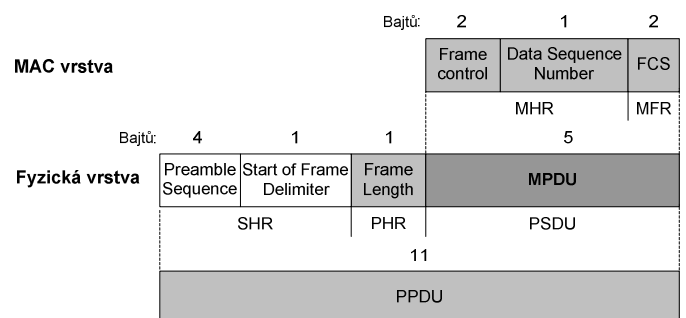 Bajtů: 2 1 2
MAC vrstva
Frame control
Data Sequence Number
FCS
MHR MFR
Bajtů: 4 1 1 5
Fyzická vrstva
Preamble Sequence
Start of Frame Delimiter
Frame Length
MPDU
SHR PHR PSDU
11
PPDU